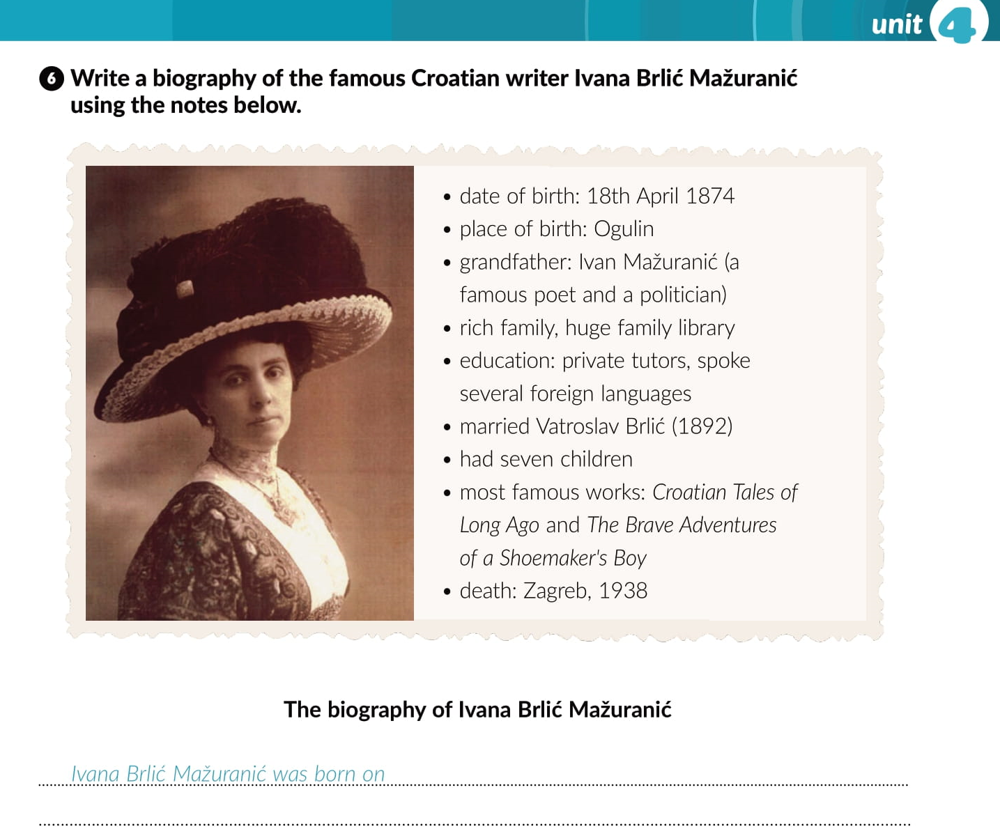 unit 4
6 Write a biography of the famous Croatian writer Ivana Brlić Mažuranić
using the notes below.
• date of birth: 18th April 1874
• place of birth: Ogulin
• grandfather: Ivan Mažuranić (a
famous poet and a politician)
• rich family, huge family library
• education: private tutors, spoke
several foreign languages
• married Vatroslav Brlić (1892)
• had seven children
• most famous works: Croatian Tales of
Long Ago and The Brave Adventures
of a Shoemaker's Boy
• death: Zagreb, 1938
The biography of Ivana Brlić Mažuranić
Ivana Brlić Mažuranić was born on